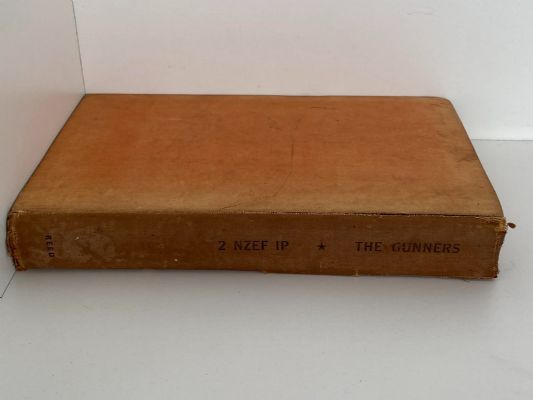 2 NZEF IP ★ THE GUNNERS
REED